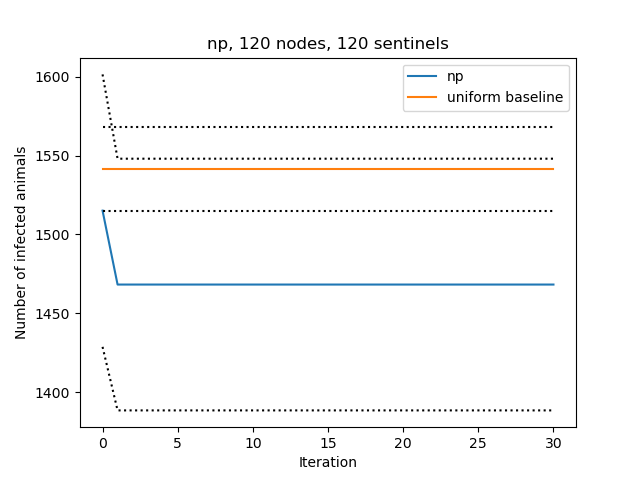 np, 120 nodes, 120 sentinels
np
uniform baseline
Number of infected animals
1600
1550
1500
1450
1400
0 5 10 15 20 25 30
Iteration